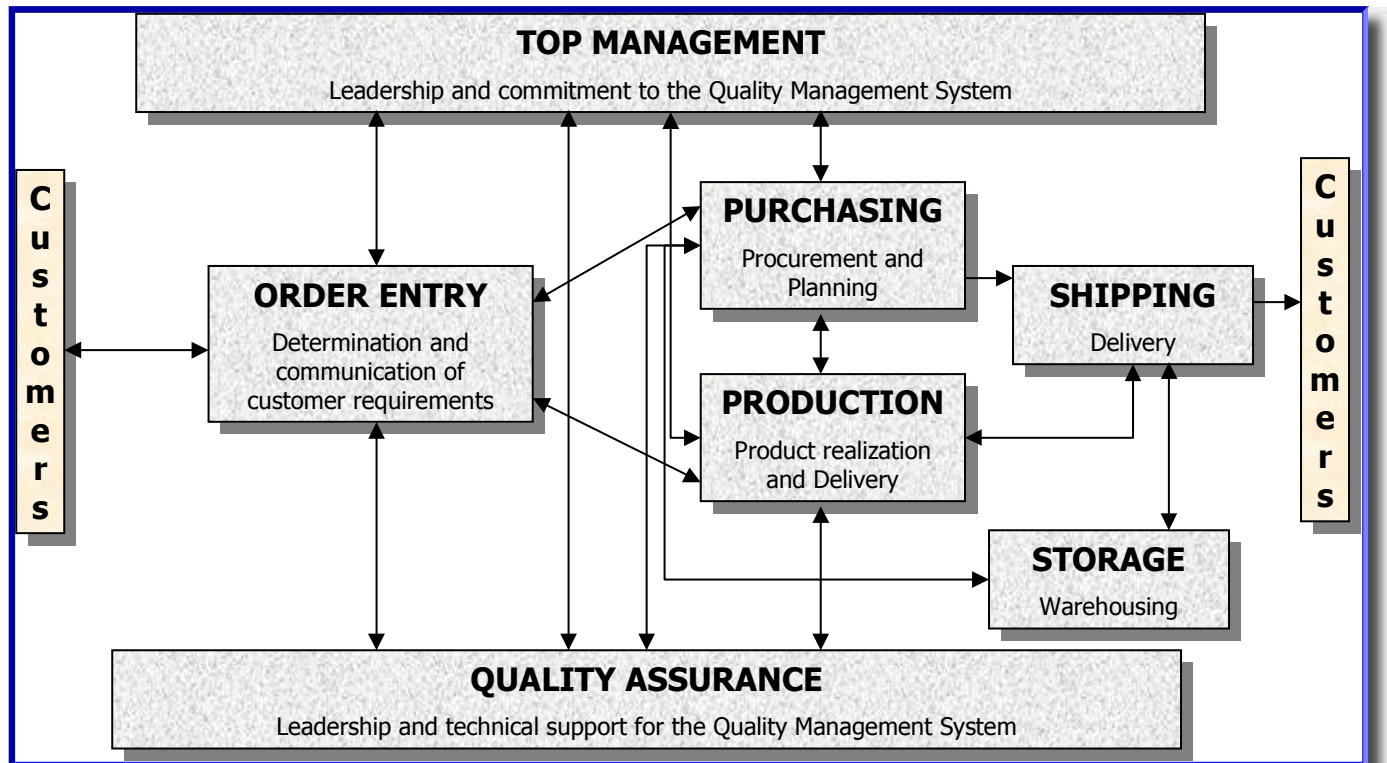 TOP MANAGEMENT
Leadership and commitment to the Quality Management System
Customers
ORDER ENTRY
Determination and
communication of
customer requirements
PURCHASING
Procurement and
Planning
PRODUCTION
Product realization
and Delivery
SHIPPING
Delivery
STORAGE
Warehousing
Customers
QUALITY ASSURANCE
Leadership and technical support for the Quality Management System